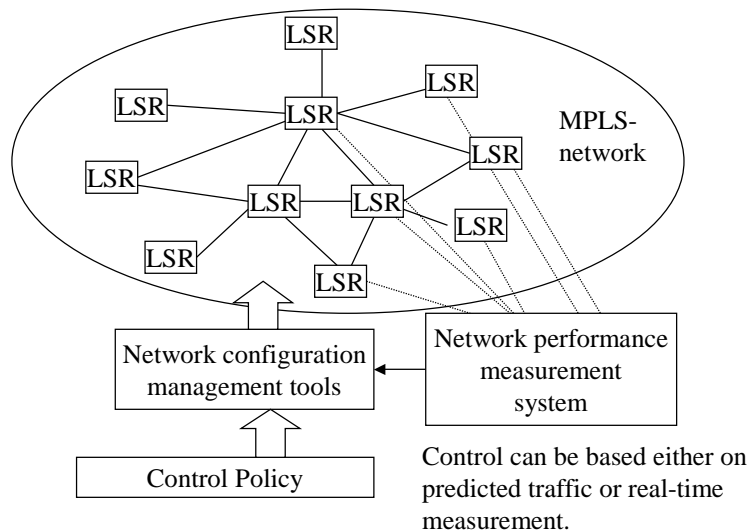 LSR
LSR
LSR
LSR
MPLS-
network
LSR
LSR
LSR
LSR
LSR
LSR
LSR
Network configuration
management tools
Network performance
measurement
system
Control Policy
Control can be based either on
predicted traffic or real-time
measurement.